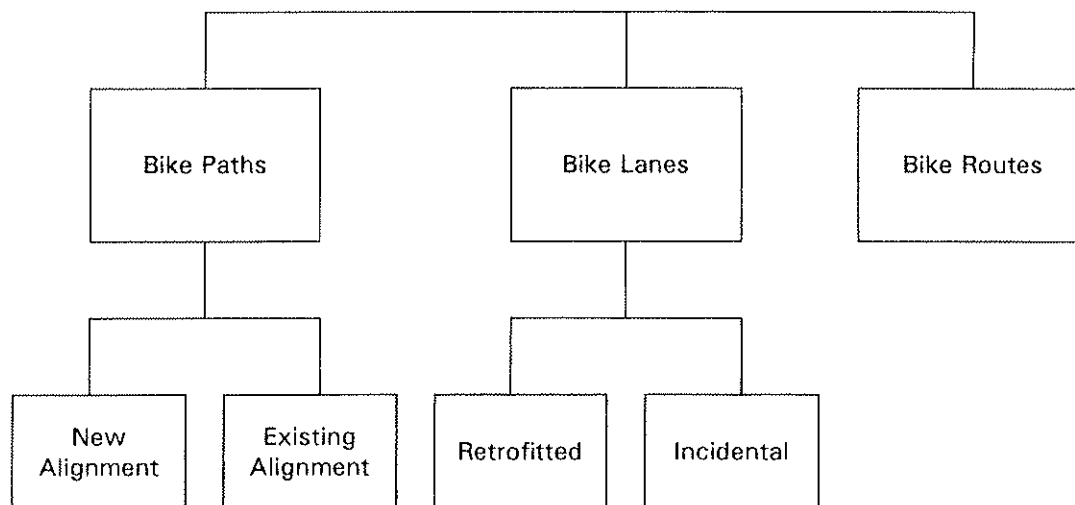 Bike Paths
Bike Lanes
Bike Routes
New
Alignment
Existing
Alignment
Retrofitted
Incidental